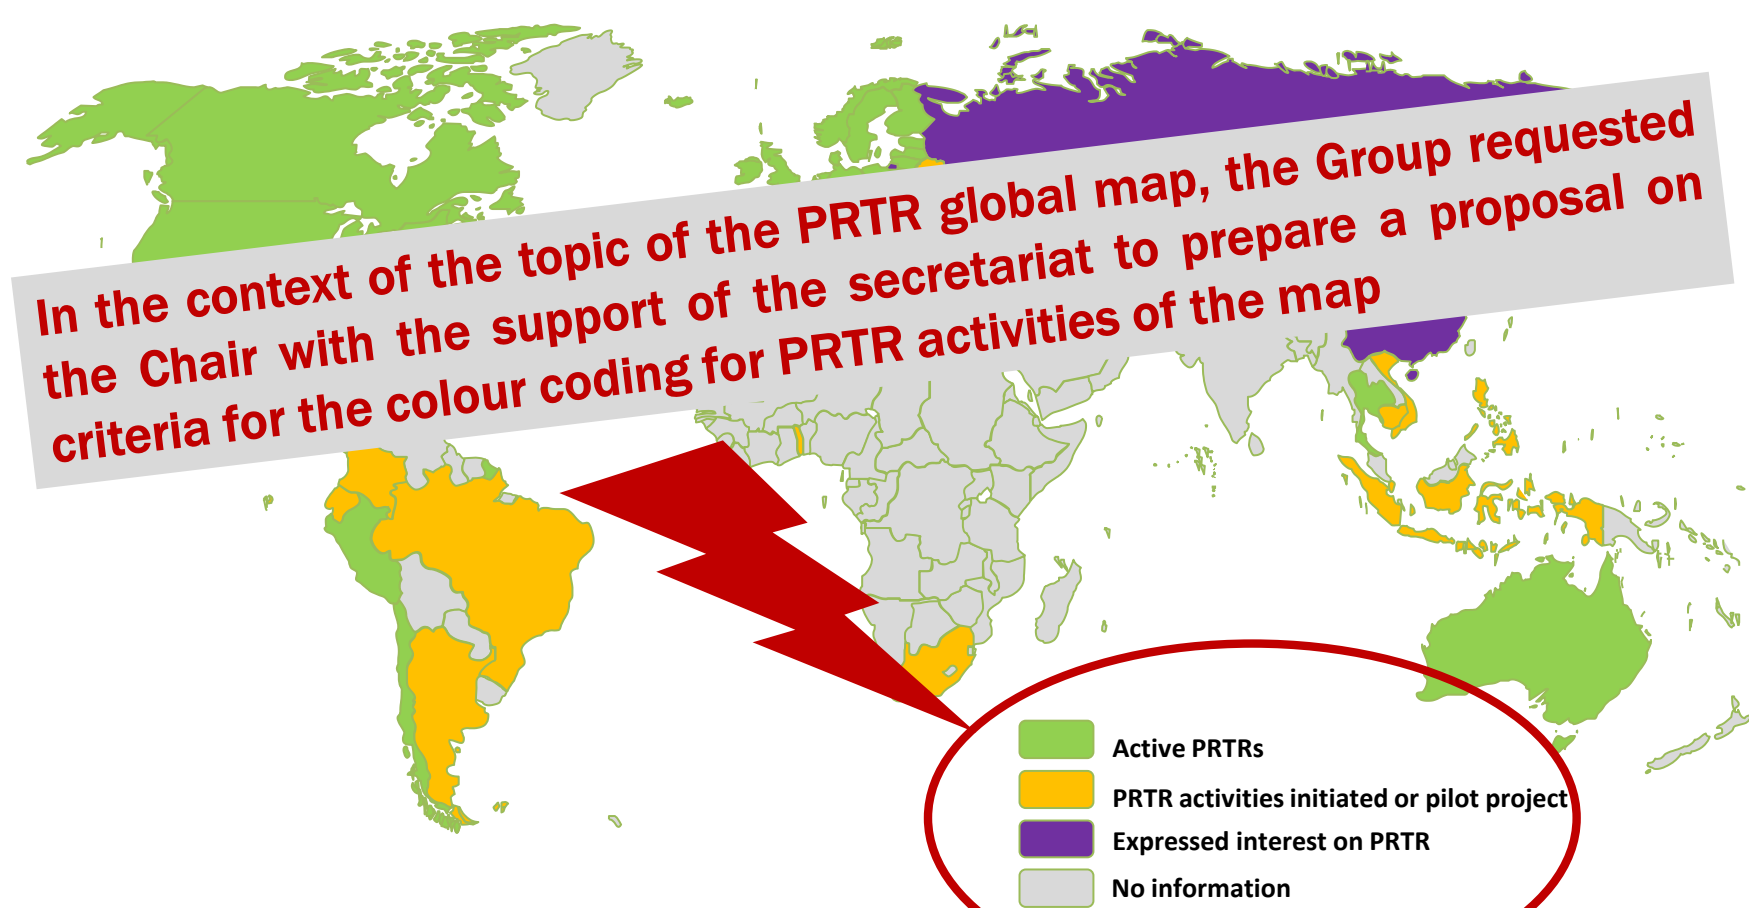 In the context of the topic of the PRTR global map, the Group requested
the Chair with the support of the secretariat to prepare a proposal on
criteria for the colour coding for PRTR activities of the map
Active PRTRs
PRTR activities initiated or pilot project
Expressed interest on PRTR
No information